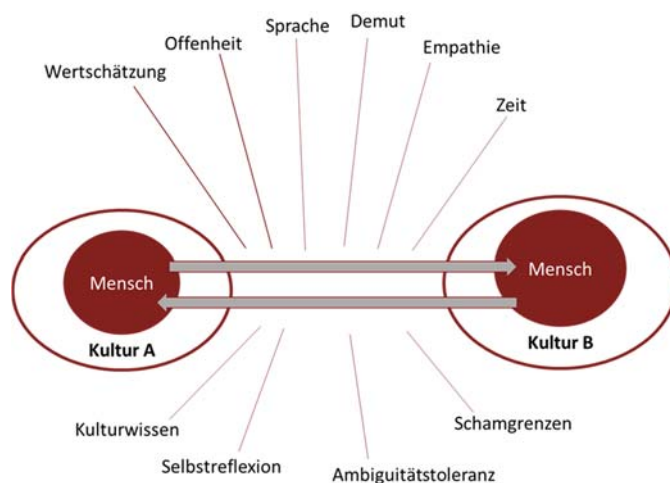 Sprache
Demut
Offenheit
Empathie
Wertschätzung
Zeit
Mensch
Mensch
Kultur A
Kultur B
Kulturwissen
Schamgrenzen
Selbstreflexion
Ambiguitätstoleranz